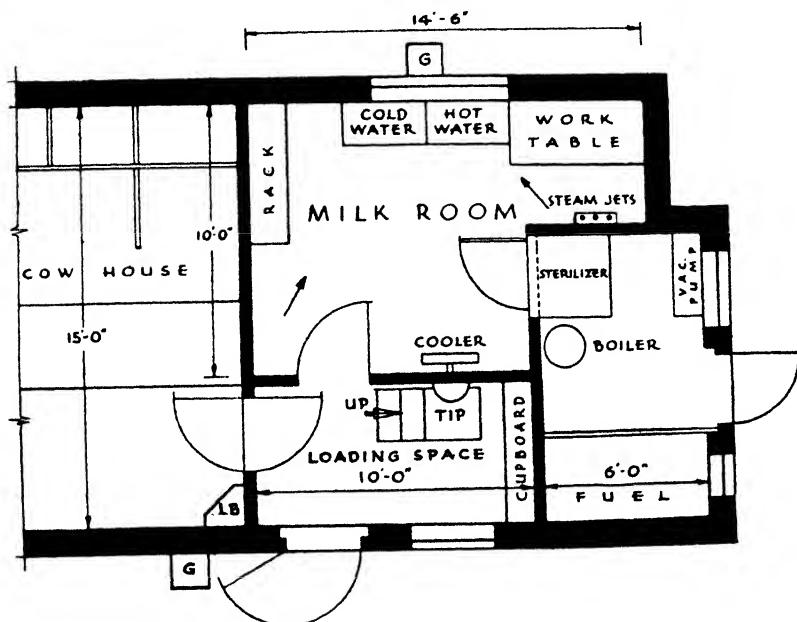 14'-6"
G
COLD
WATER
HOT
WATER
WORK
TABLE
RACK
STEAM JETS
MILK ROOM
10'-0"
COW HOUSE
STERILIZER
VAC.
PUMP
15'-0"
COOLER
BOILER
UP
TIP
CUPBOARD
LOADING SPACE
10'-0"
6'-0"
FUEL
LB
G